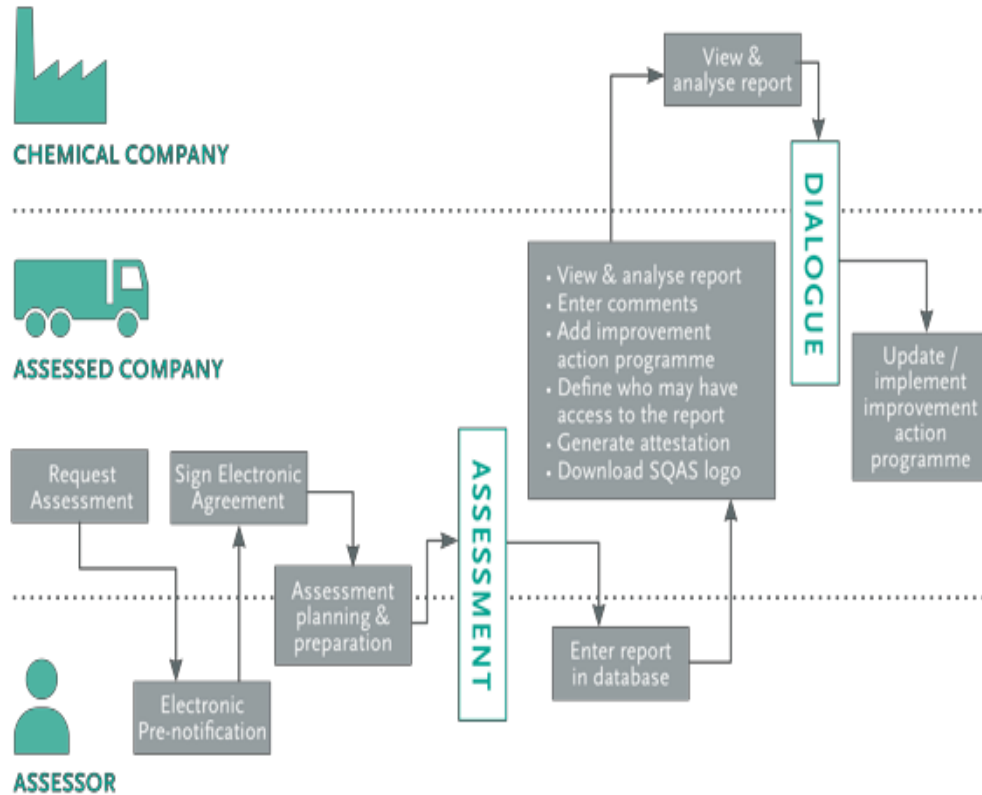 View &
analyse report
CHEMICAL COMPANY
DIALOGUE
• View & analyse report
• Enter comments
• Add improvement
action programme
• Define who may have
access to the report
• Generate attestation
• Download SQAS logo
ASSESSED COMPANY
Update /
implement
improvement
action
programme
Request
Assessment
Sign Electronic
Agreement
ASSESSMENT
Assessment
planning &
preparation
Enter report
in database
Electronic
Pre-notification
ASSESSOR